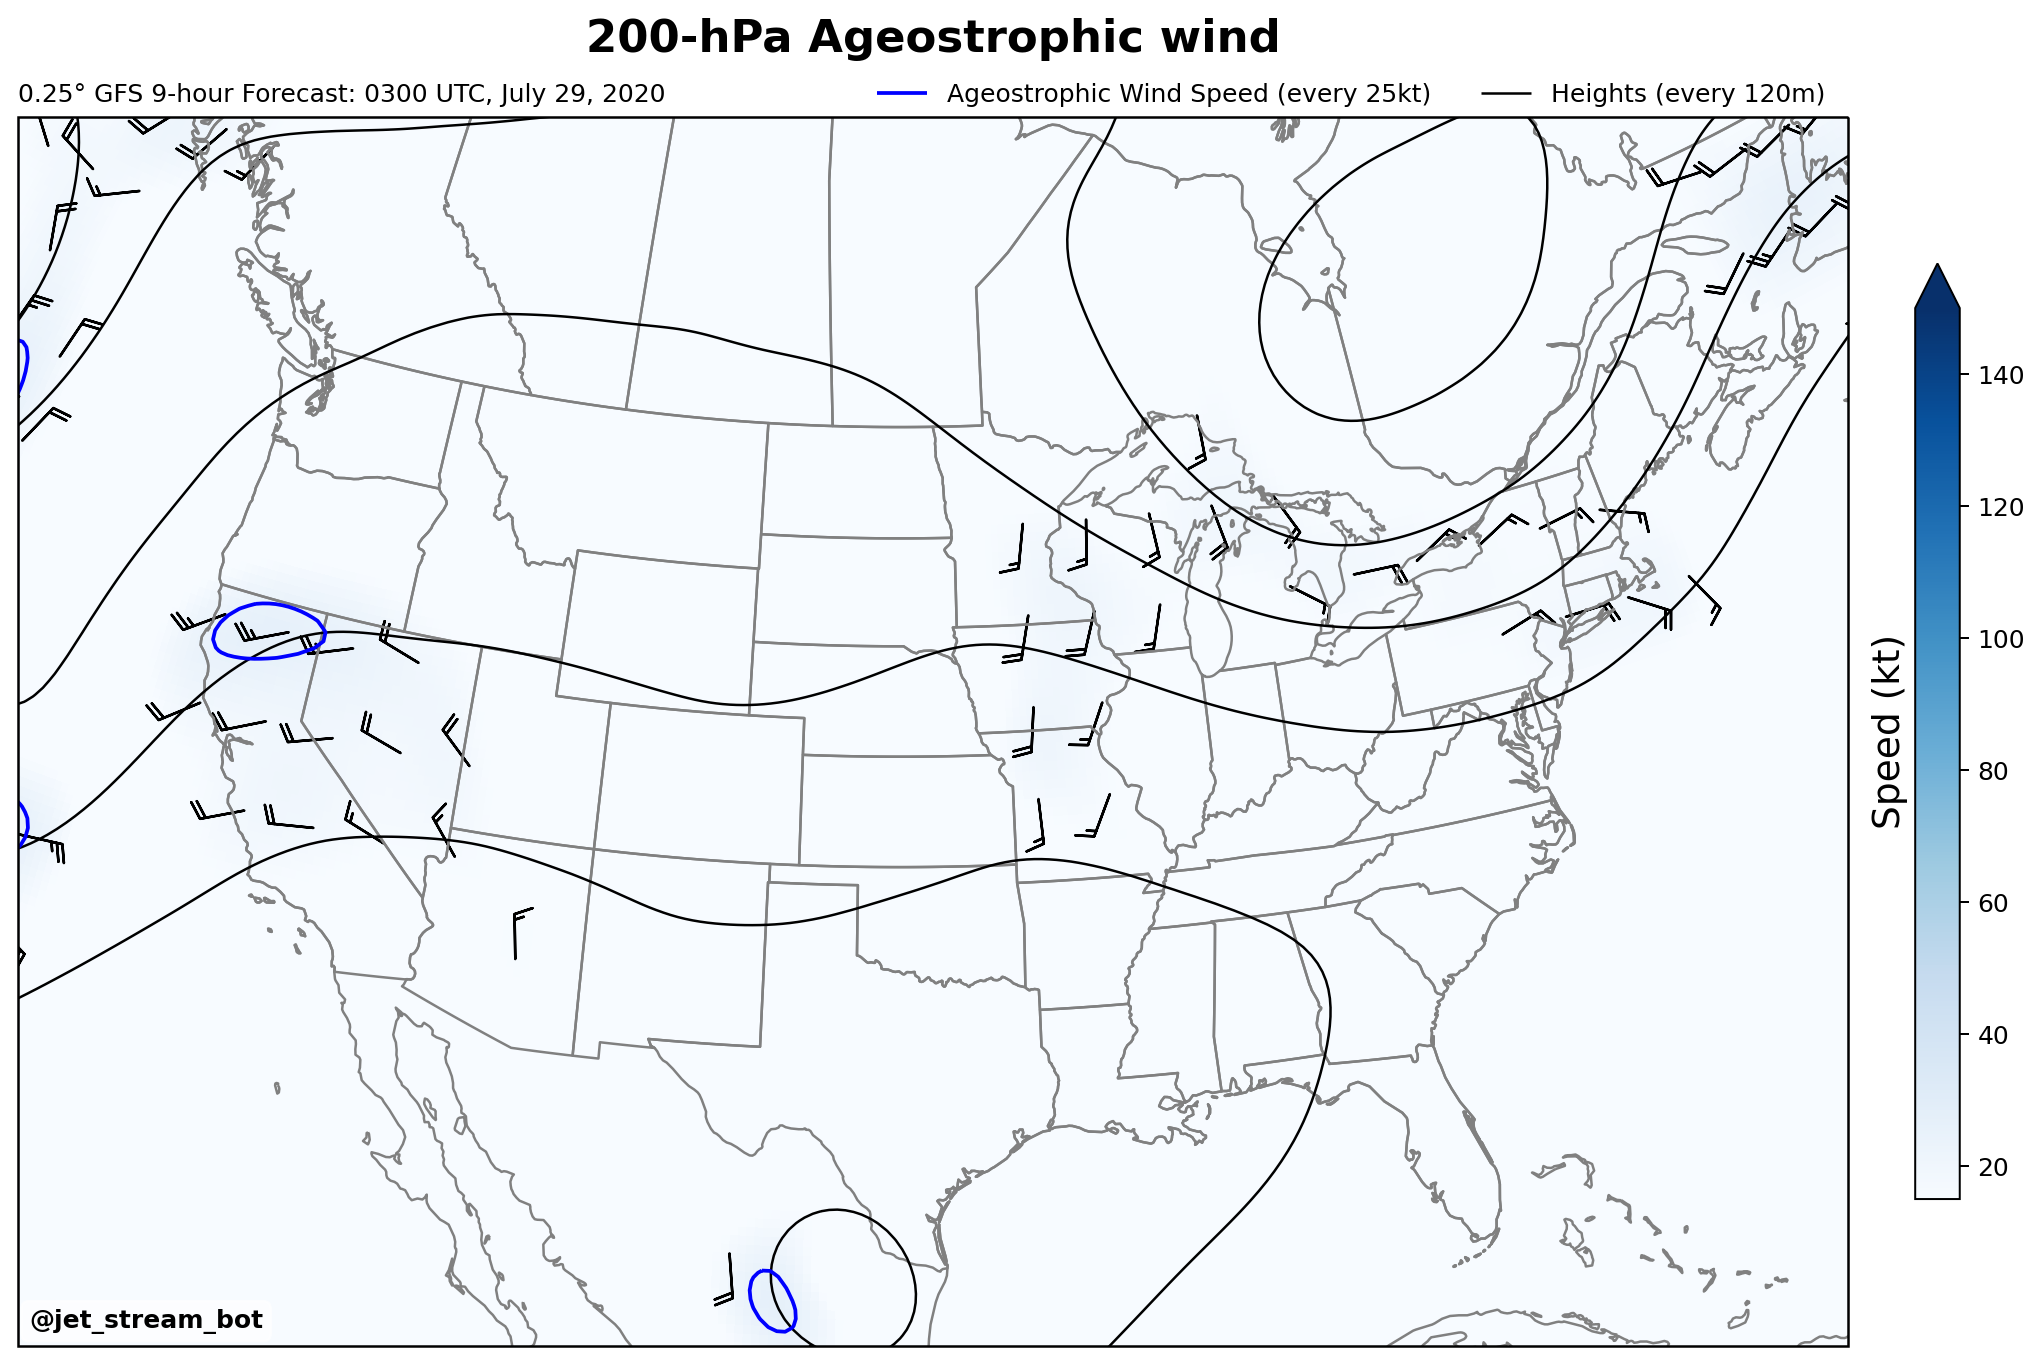 200-hPa Ageostrophic wind
0.25° GFS 9-hour Forecast: 0300 UTC, July 29, 2020
Ageostrophic Wind Speed (every 25kt)
Heights (every 120m)
140
120
100
80
60
40
20
Speed (kt)
@jet_stream_bot